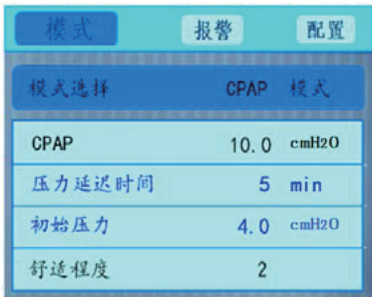 模式 报警 配置
模式选择 CPAP 模式
CPAP 10.0 cmH2O
压力延迟时间 5 min
初始压力 4.0 cmH2O
舒适程度 2